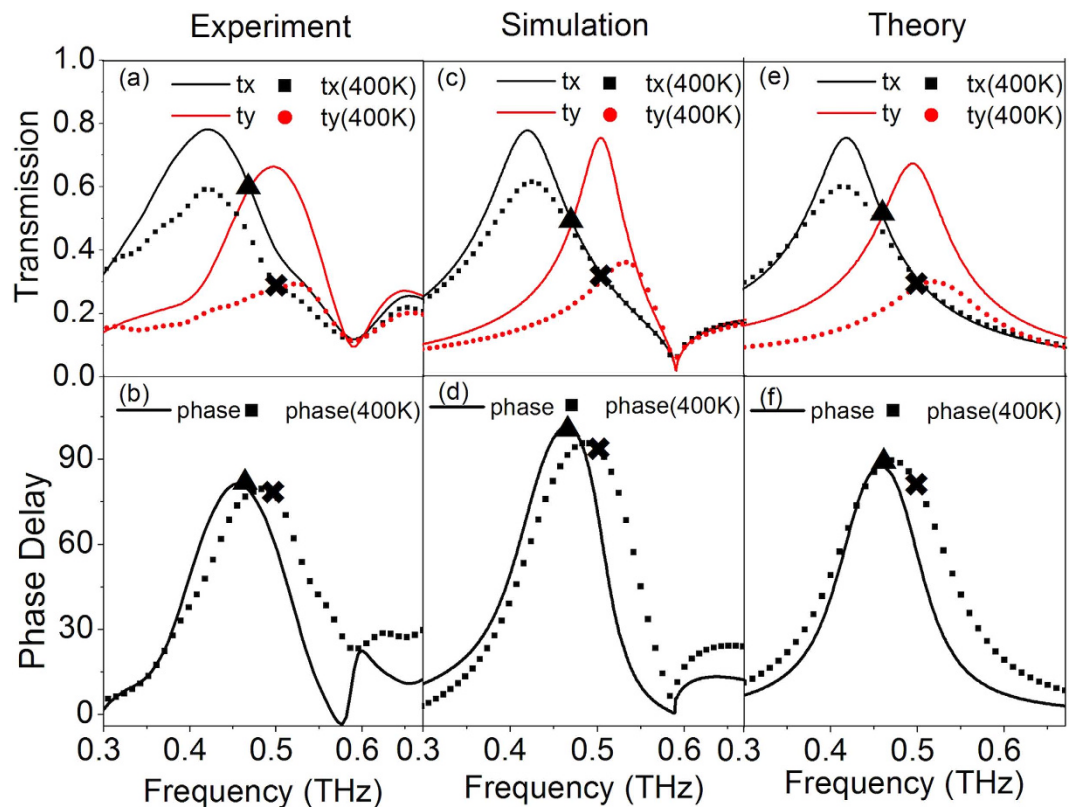 Experiment Simulation Theory
Transmission
1.0
0.8
0.6
0.4
0.2
0.0
(a) tx tx(400K)
ty ty(400K)
(c) tx tx(400K)
ty ty(400K)
(e) tx tx(400K)
ty ty(400K)
Phase Delay
90
60
30
0
(b) phase phase(400K)
(d) phase phase(400K)
(f) phase phase(400K)
0.3 0.4 0.5 0.6 0.3 0.4 0.5 0.6 0.3 0.4 0.5 0.6
Frequency (THz) Frequency (THz) Frequency (THz)